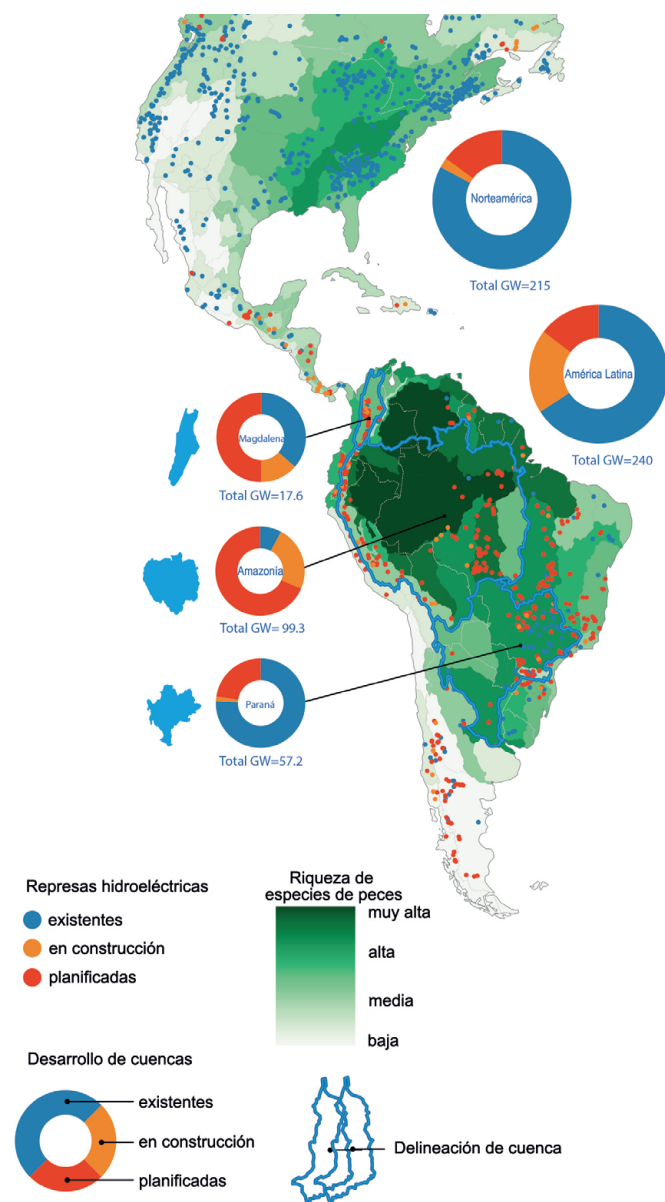 Norteamérica
Total GW=215
América Latina
Total GW=240
Magdalena
Total GW=17.6
Amazonía
Total GW= 99.3
Paraná
Total GW=57.2
Represas hidroeléctricas
existentes
en construcción
planificadas
Riqueza de
especies de peces
muy alta
alta
media
baja
Desarrollo de cuencas
existentes
en construcción
planificadas
Delineación de cuenca